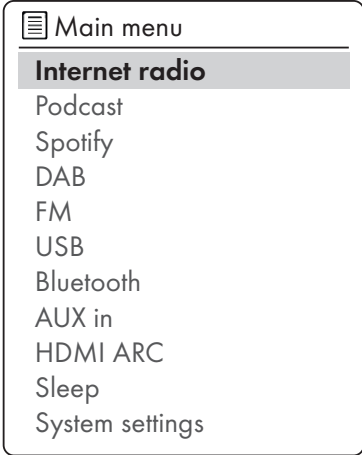 Main menu
Internet radio
Podcast
Spotify
DAB
FM
USB
Bluetooth
AUX in
HDMI ARC
Sleep
System settings